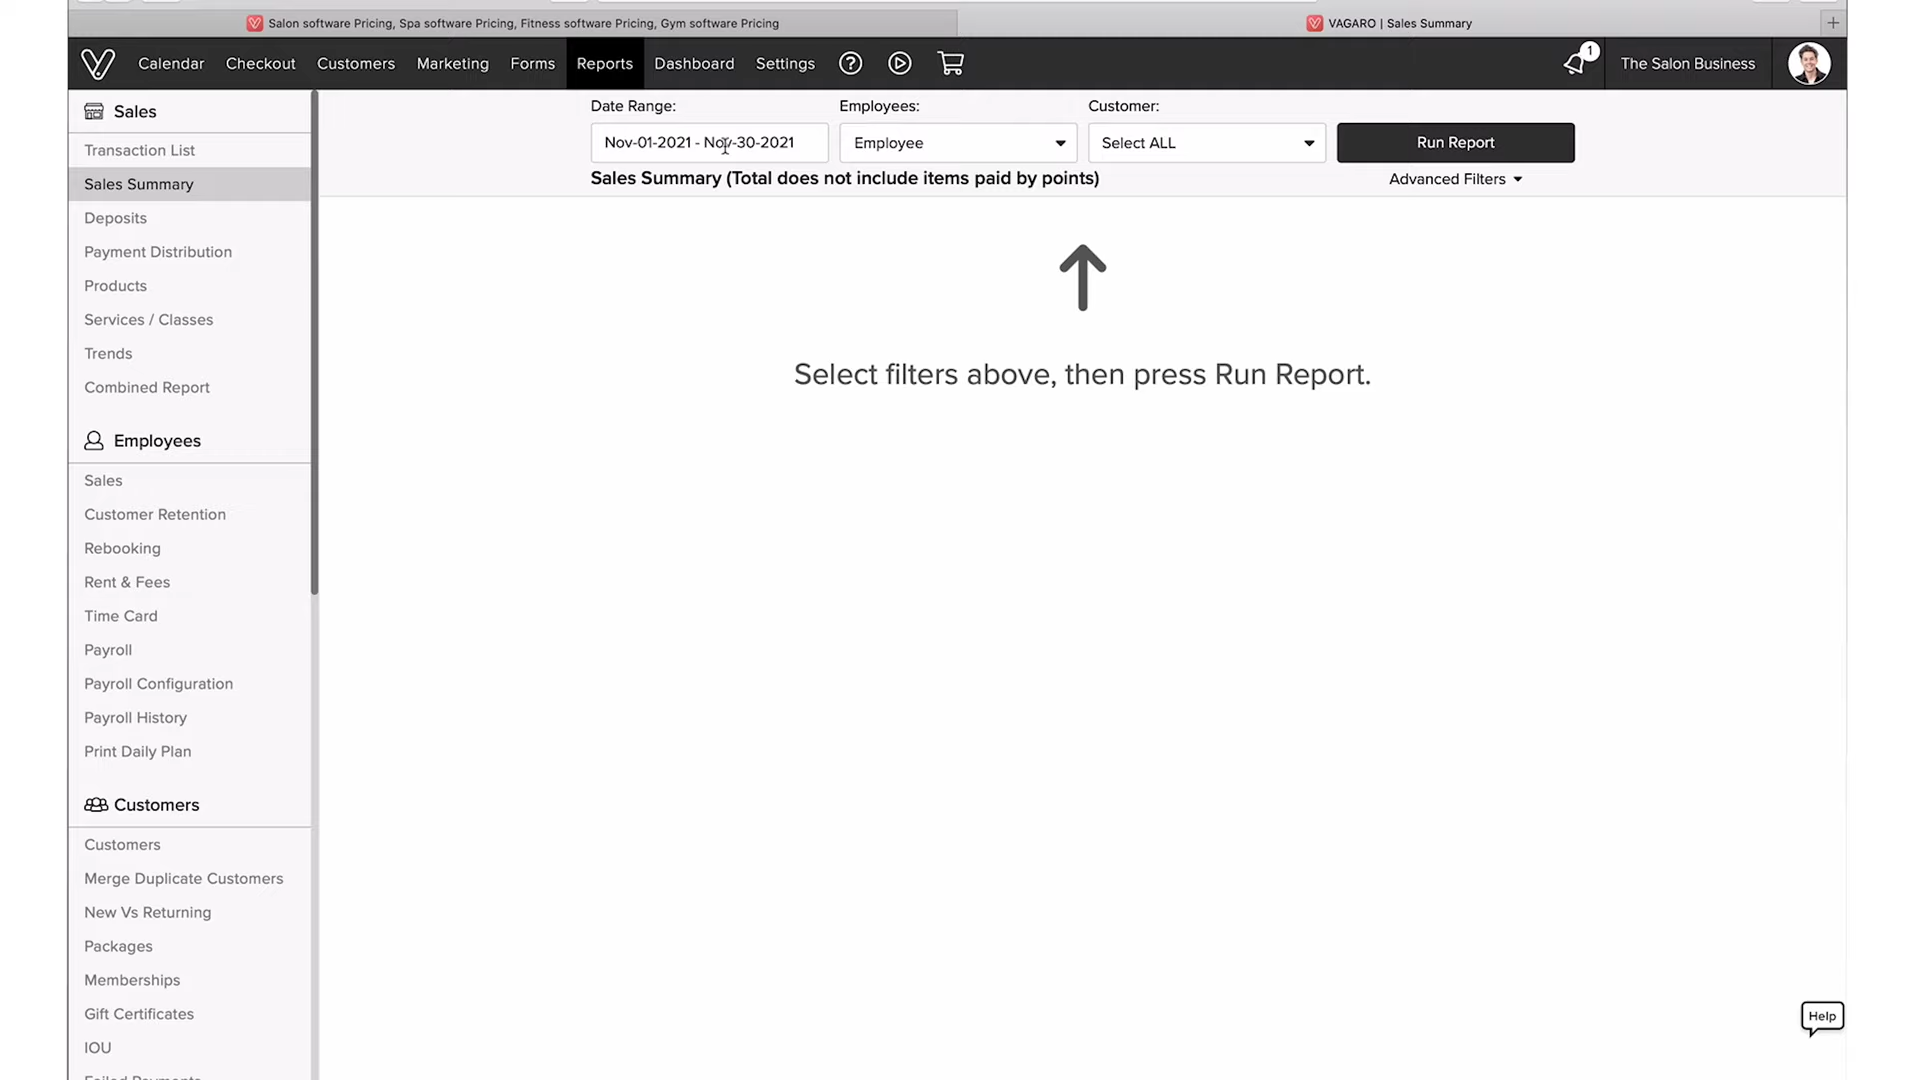 Salon software Pricing, Spa software Pricing, Fitness software Pricing, Gym software Pricing
VAGARO | Sales Summary
Calendar Checkout Customers Marketing Forms Reports Dashboard Settings
1
The Salon Business
Sales
Transaction List
Sales Summary
Deposits
Payment Distribution
Products
Services / Classes
Trends
Combined Report
Employees
Sales
Customer Retention
Rebooking
Rent & Fees
Time Card
Payroll
Payroll Configuration
Payroll History
Print Daily Plan
Customers
Customers
Merge Duplicate Customers
New Vs Returning
Packages
Memberships
Gift Certificates
IOU
Failed Payments
Date Range: Employees: Customer:
Nov-01-2021 - Nov-30-2021 Employee Select ALL Run Report
Sales Summary (Total does not include items paid by points) Advanced Filters
Select filters above, then press Run Report.
Help